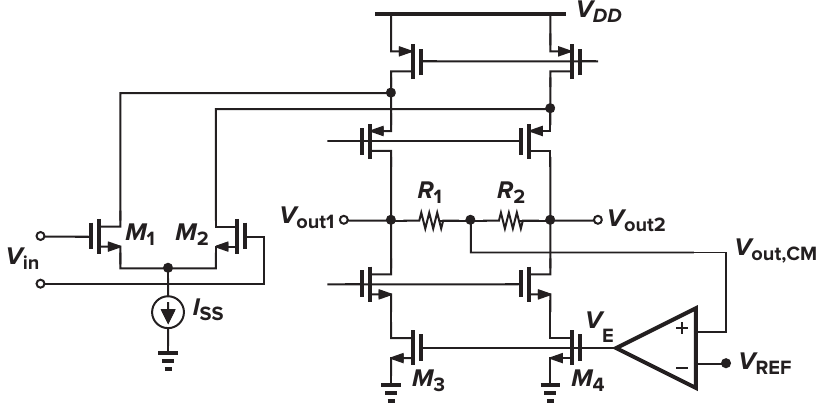 V_DD
R_1
R_2
V_out1
V_out2
M_1
M_2
V_in
V_out,CM
I_SS
V_E
+
−
V_REF
M_3
M_4